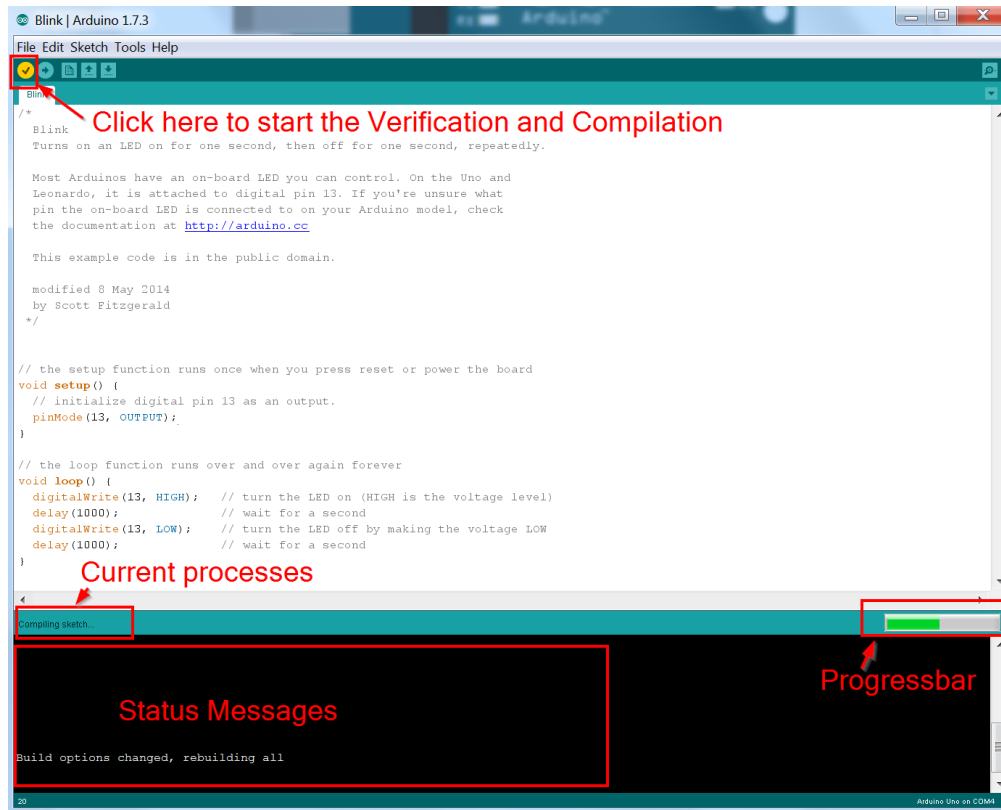 Arduino™
Blink | Arduino 1.7.3
File Edit Sketch Tools Help
Blink
/*
Click here to start the Verification and Compilation
Blink
Turns on an LED on for one second, then off for one second, repeatedly.
Most Arduinos have an on-board LED you can control. On the Uno and
Leonardo, it is attached to digital pin 13. If you're unsure what
pin the on-board LED is connected to on your Arduino model, check
the documentation at http://arduino.cc
This example code is in the public domain.
modified 8 May 2014
by Scott Fitzgerald
*/
// the setup function runs once when you press reset or power the board
void setup() {
// initialize digital pin 13 as an output.
pinMode(13, OUTPUT);
}
// the loop function runs over and over again forever
void loop() {
digitalWrite(13, HIGH); // turn the LED on (HIGH is the voltage level)
delay(1000); // wait for a second
digitalWrite(13, LOW); // turn the LED off by making the voltage LOW
delay(1000); // wait for a second
}
Current processes
Compiling sketch...
Progressbar
Status Messages
Build options changed, rebuilding all
20
Arduino Uno on COM4